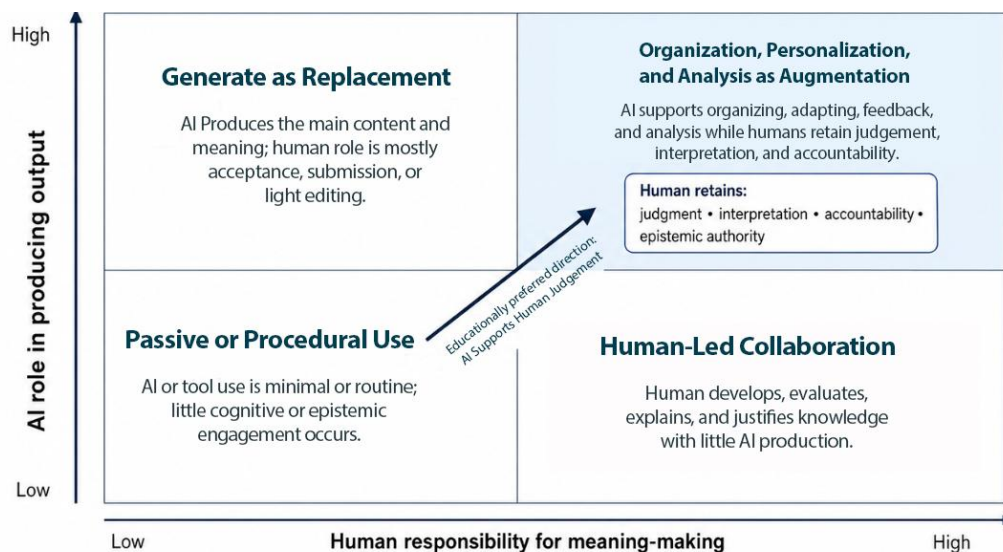 High
AI role in producing output
Low
Generate as Replacement
AI Produces the main content and
meaning; human role is mostly
acceptance, submission, or
light editing.
Organization, Personalization,
and Analysis as Augmentation
AI supports organizing, adapting, feedback,
and analysis while humans retain judgement,
interpretation, and accountability.
Human retains:
judgment • interpretation • accountability •
epistemic authority
Educationally preferred direction:
AI Supports Human Judgement
Passive or Procedural Use
AI or tool use is minimal or routine;
little cognitive or epistemic
engagement occurs.
Human-Led Collaboration
Human develops, evaluates,
explains, and justifies knowledge
with little AI production.
Low
Human responsibility for meaning-making
High